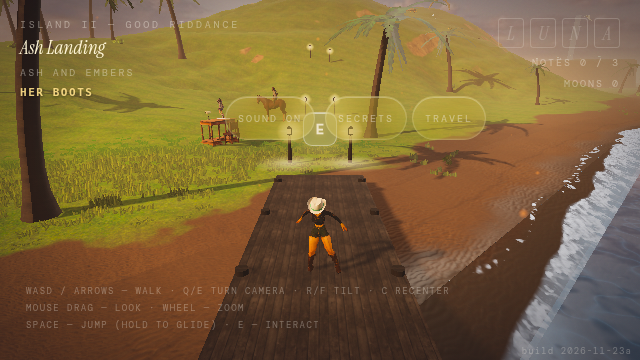 ISLAND II — GOOD RIDDANCE
Ash Landing
ASH AND EMBERS
HER BOOTS
L U N A
NOTES 0 / 3
MOONS 0
SOUND ON
SECRETS
TRAVEL
E
WASD / ARROWS — WALK · Q/E TURN CAMERA · R/F TILT · C RECENTER
MOUSE DRAG — LOOK · WHEEL — ZOOM
SPACE — JUMP (HOLD TO GLIDE) · E — INTERACT
build 2026-11-23a